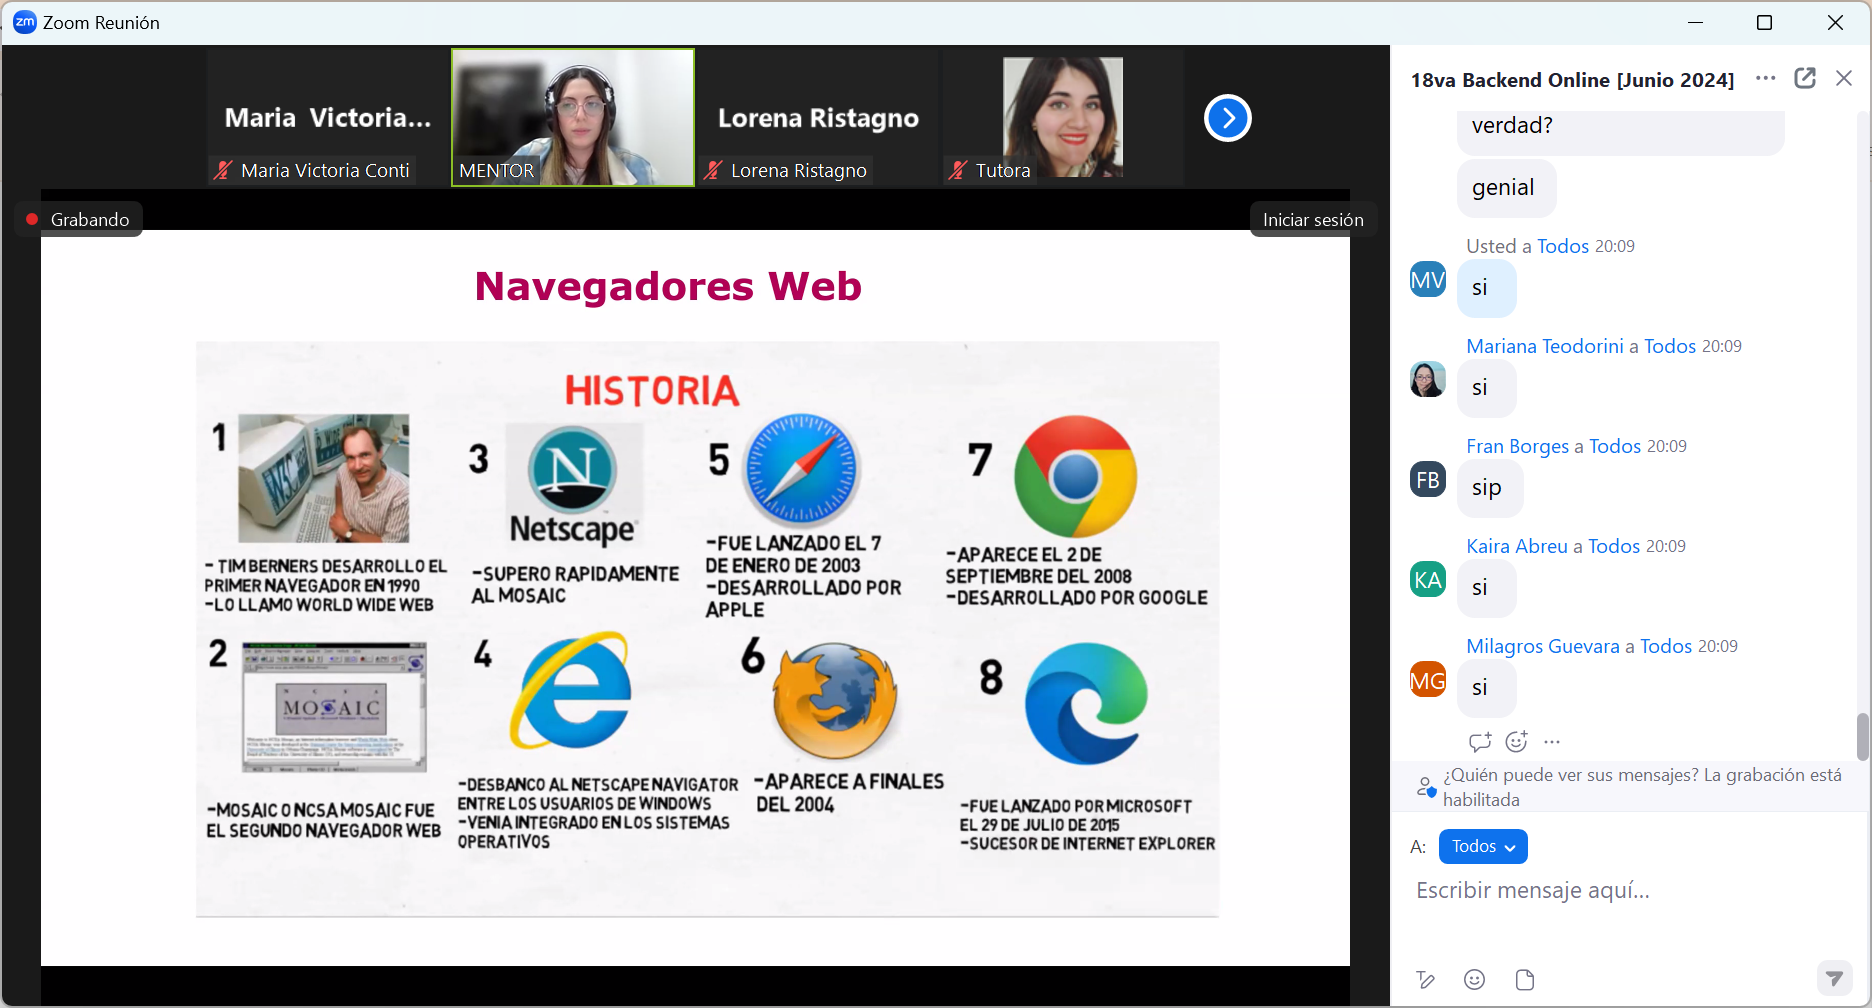 zm Zoom Reunión
Maria Victoria...
Maria Victoria Conti
MENTOR
Lorena Ristagno
Lorena Ristagno
Tutora
Grabando
Iniciar sesión
Navegadores Web
HISTORIA
1
- TIM BERNERS DESARROLLO EL
PRIMER NAVEGADOR EN 1990
-LO LLAMO WORLD WIDE WEB
2
NCSA
MOSAIC
-MOSAIC O NCSA MOSAIC FUE
EL SEGUNDO NAVEGADOR WEB
3
N
Netscape
-SUPERO RAPIDAMENTE
AL MOSAIC
4
-DESBANCO AL NETSCAPE NAVIGATOR
ENTRE LOS USUARIOS DE WINDOWS
-VENIA INTEGRADO EN LOS SISTEMAS
OPERATIVOS
5
-FUE LANZADO EL 7
DE ENERO DE 2003
-DESARROLLADO POR
APPLE
6
-APARECE A FINALES
DEL 2004
7
-APARECE EL 2 DE
SEPTIEMBRE DEL 2008
-DESARROLLADO POR GOOGLE
8
-FUE LANZADO POR MICROSOFT
EL 29 DE JULIO DE 2015
-SUCESOR DE INTERNET EXPLORER
18va Backend Online [Junio 2024]
verdad?
genial
Usted a Todos 20:09
MV
si
Mariana Teodorini a Todos 20:09
si
Fran Borges a Todos 20:09
FB
sip
Kaira Abreu a Todos 20:09
KA
si
Milagros Guevara a Todos 20:09
MG
si
¿Quién puede ver sus mensajes? La grabación está
habilitada
A: Todos
Escribir mensaje aquí...